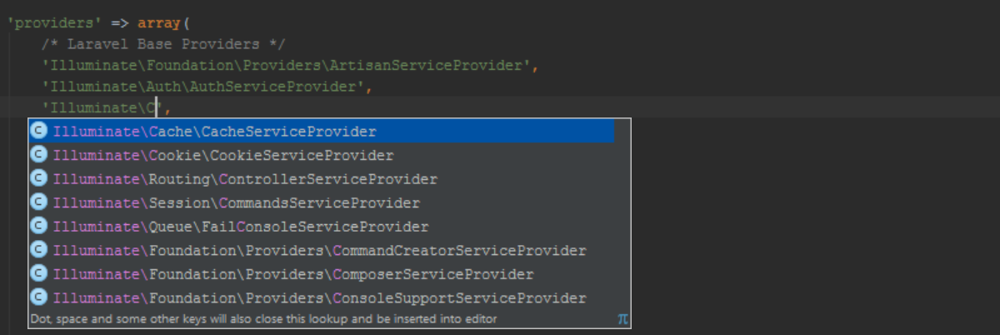 'providers' => array(
/* Laravel Base Providers */
'Illuminate\Foundation\Providers\ArtisanServiceProvider',
'Illuminate\Auth\AuthServiceProvider',
'Illuminate\C',
C Illuminate\Cache\CacheServiceProvider
C Illuminate\Cookie\CookieServiceProvider
C Illuminate\Routing\ControllerServiceProvider
C Illuminate\Session\CommandsServiceProvider
C Illuminate\Queue\FailConsoleServiceProvider
C Illuminate\Foundation\Providers\CommandCreatorServiceProvider
C Illuminate\Foundation\Providers\ComposerServiceProvider
C Illuminate\Foundation\Providers\ConsoleSupportServiceProvider
Dot, space and some other keys will also close this lookup and be inserted into editor π